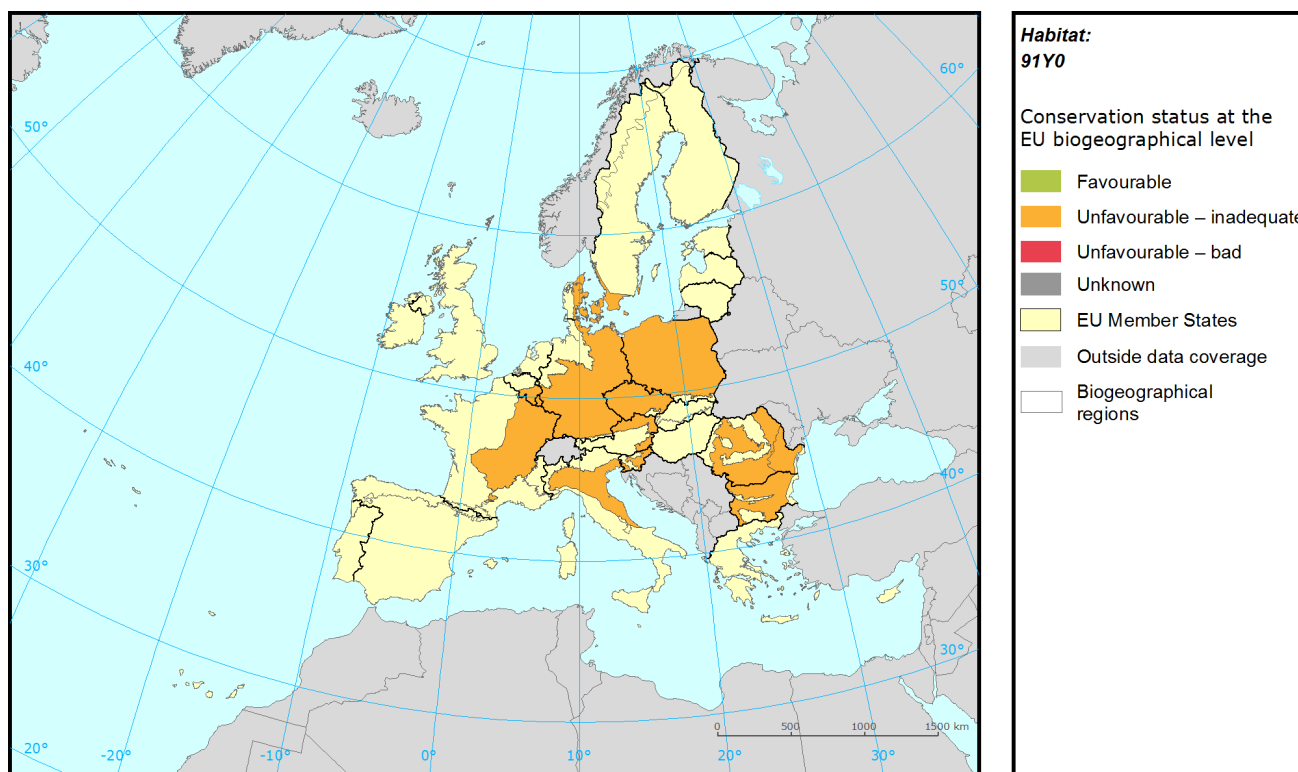 Habitat:
91Y0
Conservation status at the
EU biogeographical level
Favourable
Unfavourable – inadequate
Unfavourable – bad
Unknown
EU Member States
Outside data coverage
Biogeographical
regions
60°
50°
50°
40°
40°
30°
30°
20°
-20°
-10°
0°
10°
20°
30°
0 500 1000 1500 km